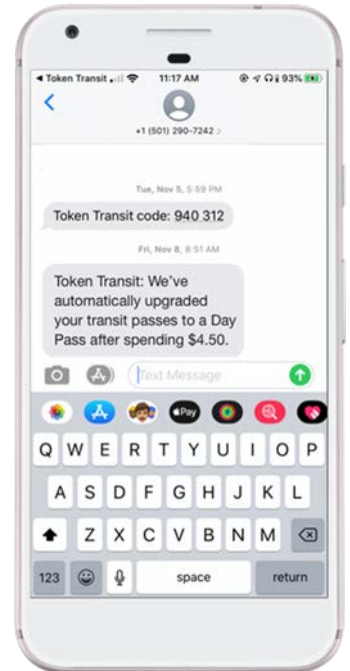 Token Transit
11:17 AM
93%
+1 (501) 290-7242 >
Tue, Nov 5, 5:59 PM
Token Transit code: 940 312
Fri, Nov 8, 8:51 AM
Token Transit: We've
automatically upgraded
your transit passes to a Day
Pass after spending $4.50.
Text Message
Pay
Q W E R T Y U I O P
A S D F G H J K L
Z X C V B N M
123 space return